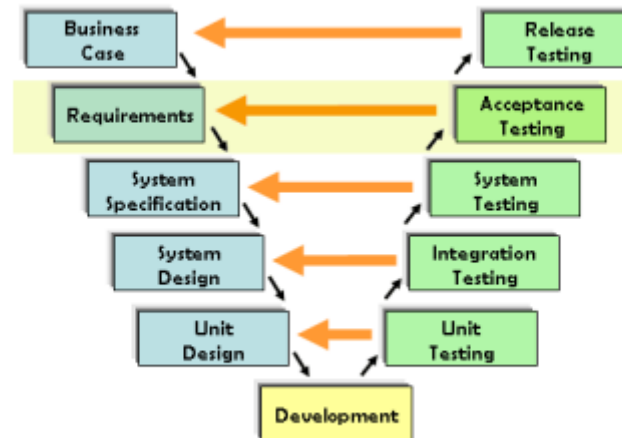 Business
Case
Release
Testing
Requirements
Acceptance
Testing
System
Specification
System
Testing
System
Design
Integration
Testing
Unit
Design
Unit
Testing
Development